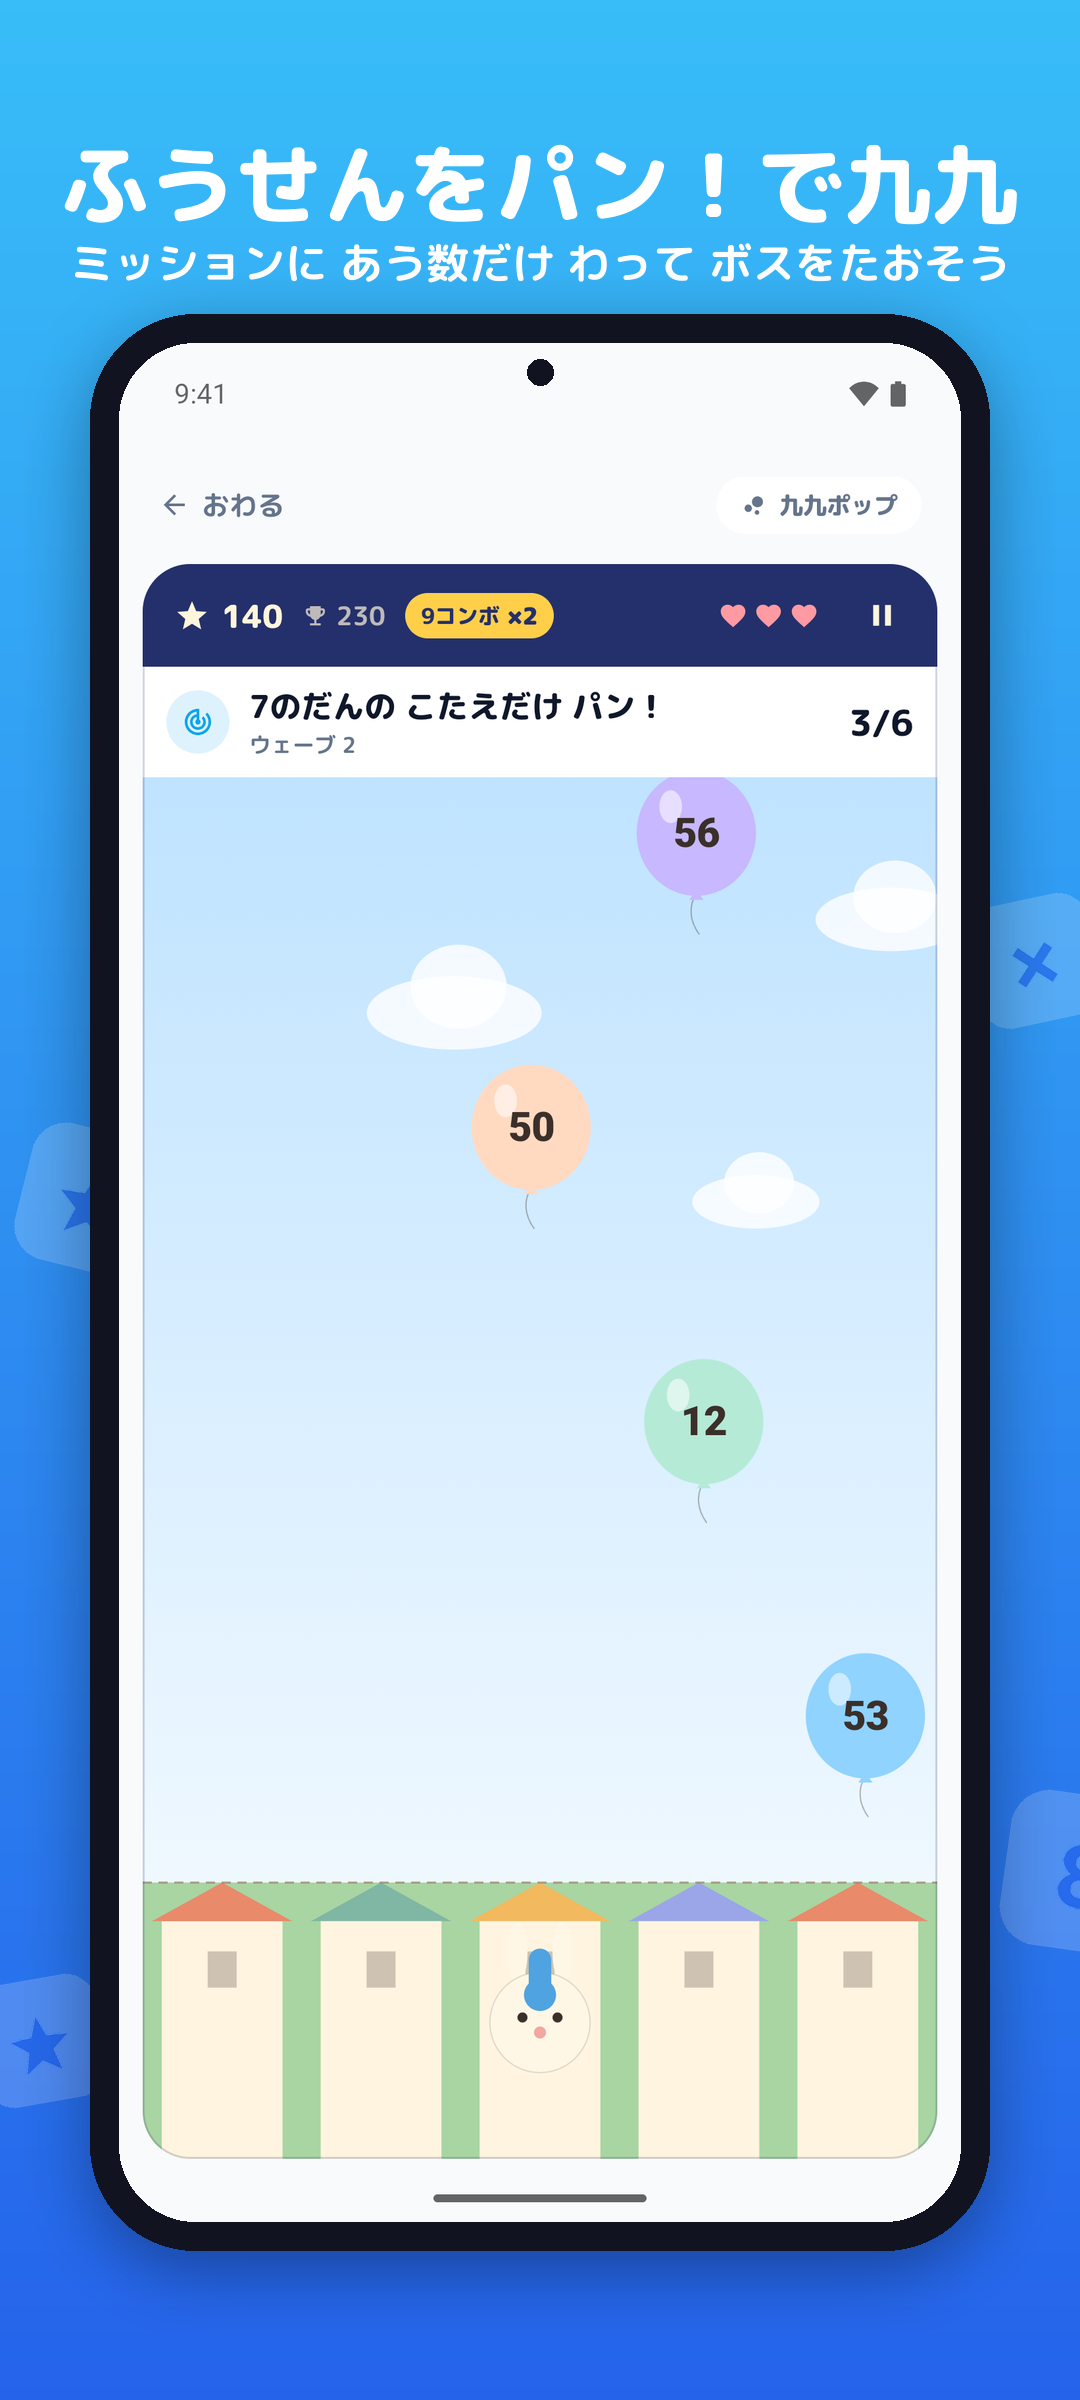 ふうせんをパン！で九九
ミッションに あう数だけ わって ボスをたおそう
9:41
おわる
九九ポップ
140
230
9コンボ ×2
7のだんの こたえだけ パン！
ウェーブ 2
3/6
56
50
12
53
8